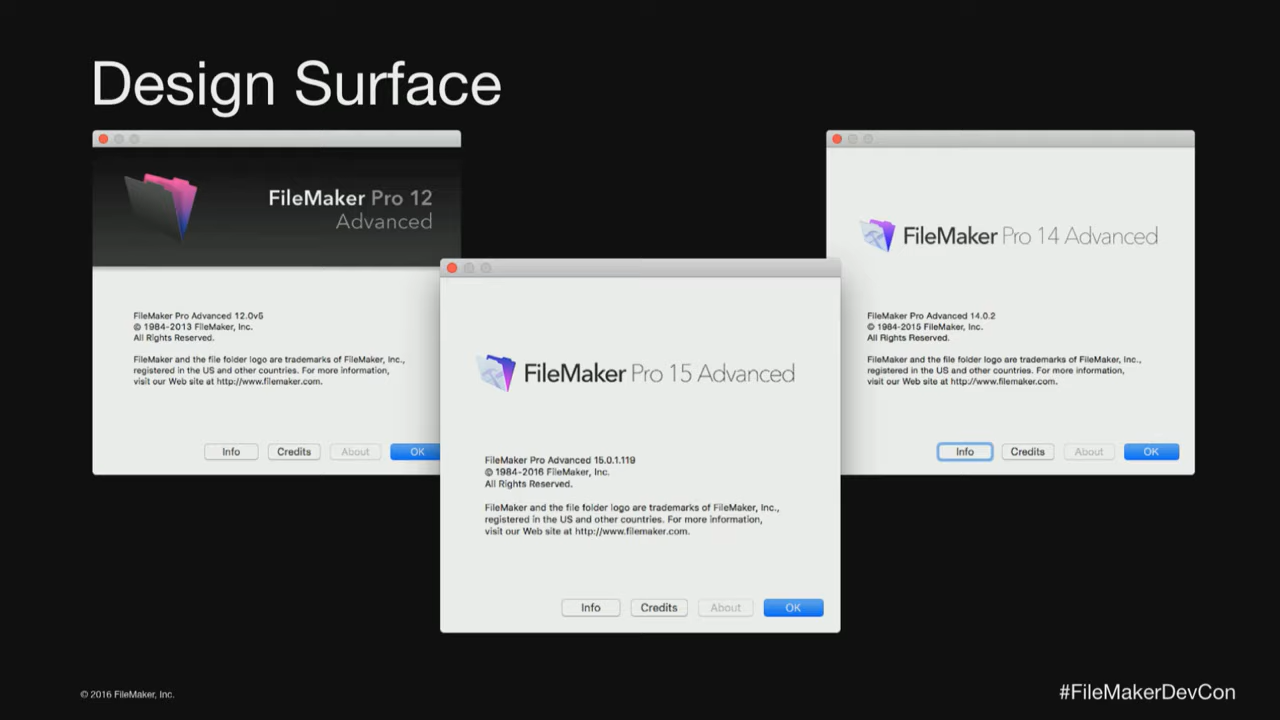 Design Surface
FileMaker Pro 12
Advanced
FileMaker Pro Advanced 12.0v5
© 1984-2013 FileMaker, Inc.
All Rights Reserved.
FileMaker and the file folder logo are trademarks of FileMaker, Inc.,
registered in the US and other countries. For more information,
visit our Web site at http://www.filemaker.com.
Info
Credits
About
OK
FileMaker Pro 15 Advanced
FileMaker Pro Advanced 15.0.1.119
© 1984-2016 FileMaker, Inc.
All Rights Reserved.
FileMaker and the file folder logo are trademarks of FileMaker, Inc.,
registered in the US and other countries. For more information,
visit our Web site at http://www.filemaker.com.
Info
Credits
About
OK
FileMaker Pro 14 Advanced
FileMaker Pro Advanced 14.0.2
© 1984-2015 FileMaker, Inc.
All Rights Reserved.
FileMaker and the file folder logo are trademarks of FileMaker, Inc.,
registered in the US and other countries. For more information,
visit our Web site at http://www.filemaker.com.
Info
Credits
About
OK
© 2016 FileMaker, Inc.
#FileMakerDevCon